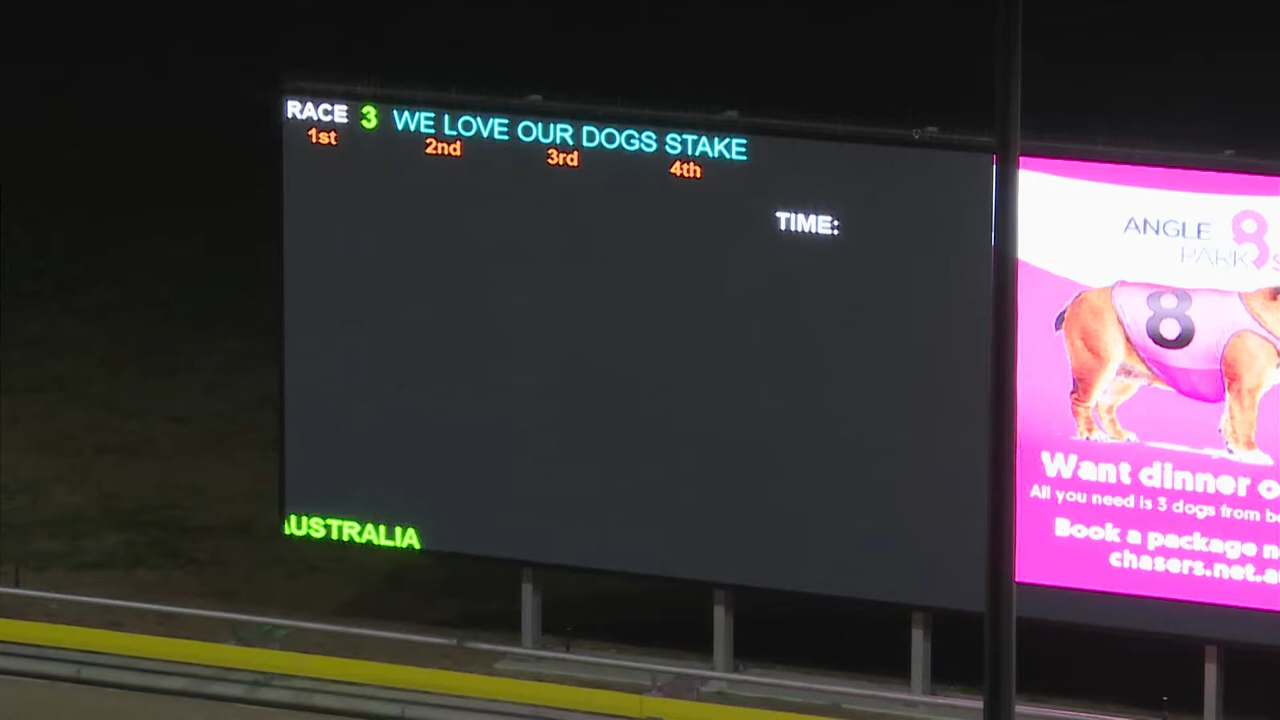 RACE 3 WE LOVE OUR DOGS STAKE
1st 2nd 3rd 4th
TIME:
AUSTRALIA
ANGLE
PARK
8
8
Want dinner
All you need is 3 dogs from
Book a package
chasers.net.a